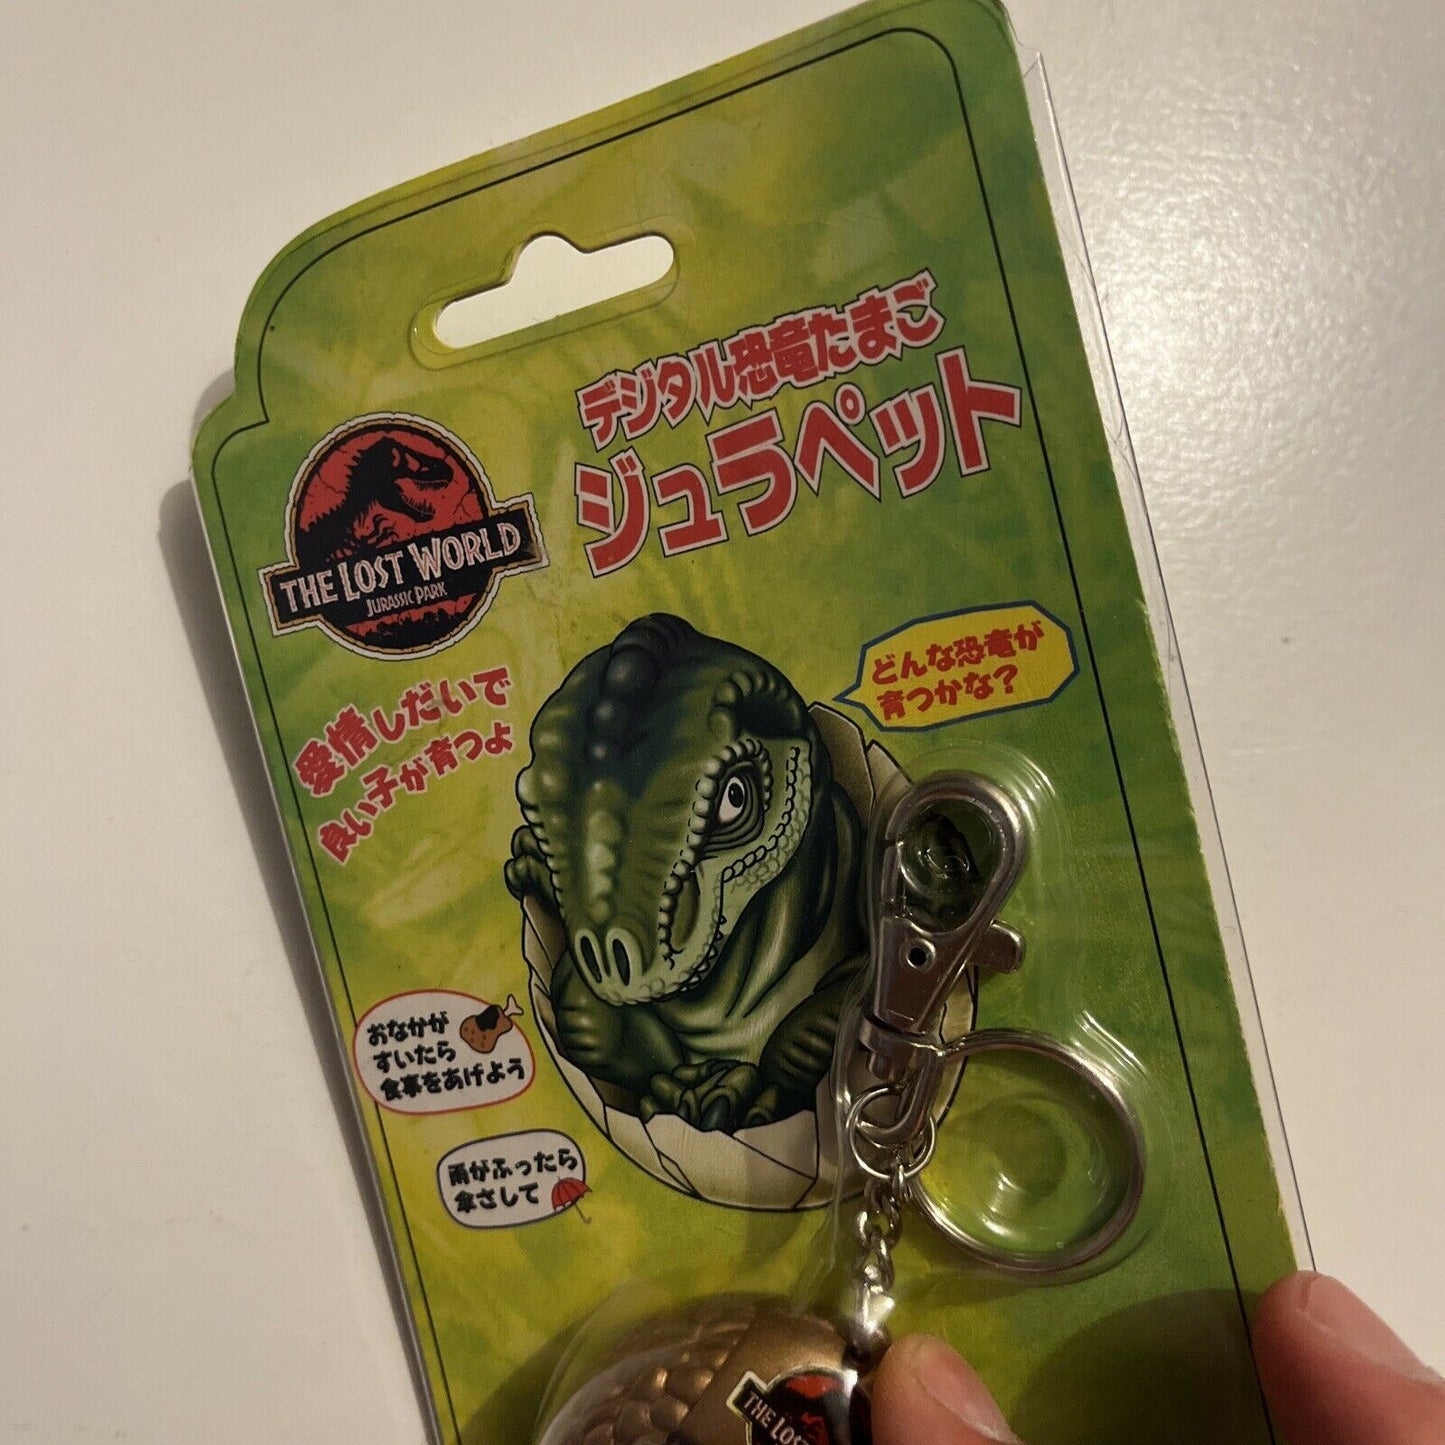 デジタル恐竜たまご
ジュラペット
THE LOST WORLD
JURASSIC PARK
どんな恐竜が
育つかな?
愛情しだいで
良い子が育つよ
おなかが
すいたら
食事をあげよう
雨がふったら
傘さして
THE LOST